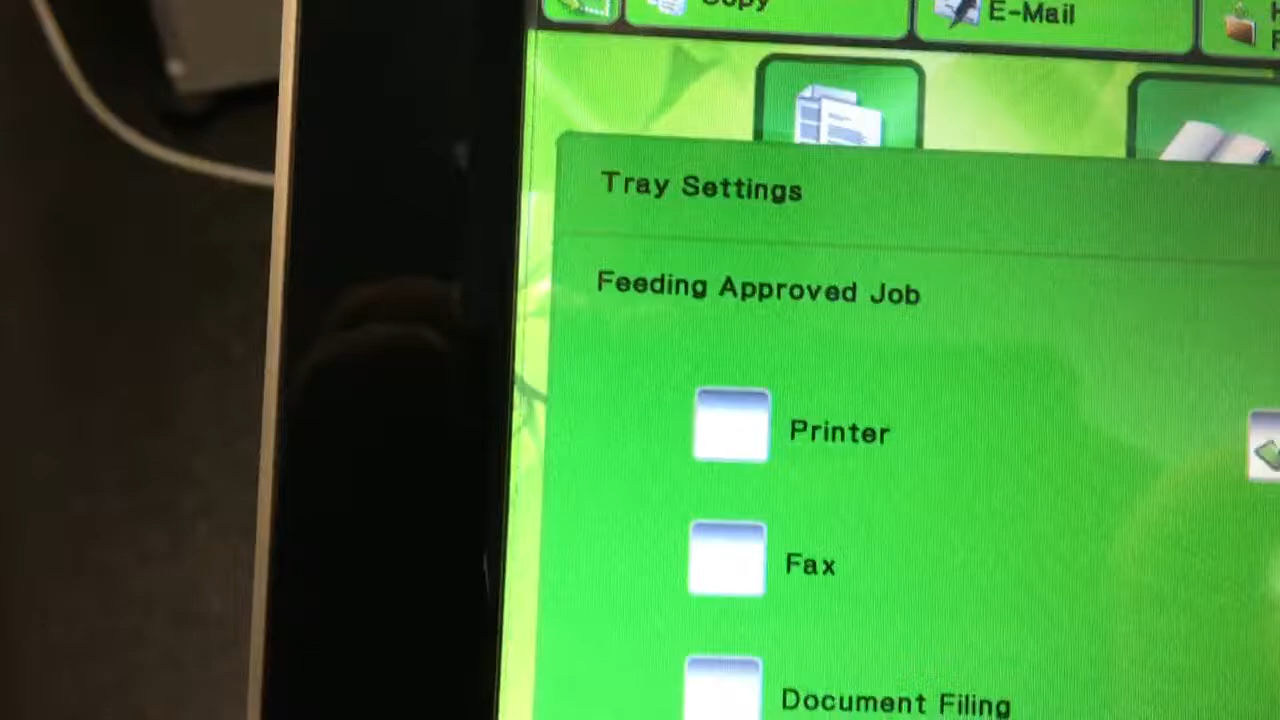 Copy
E-Mail
Tray Settings
Feeding Approved Job
Printer
Fax
Document Filing